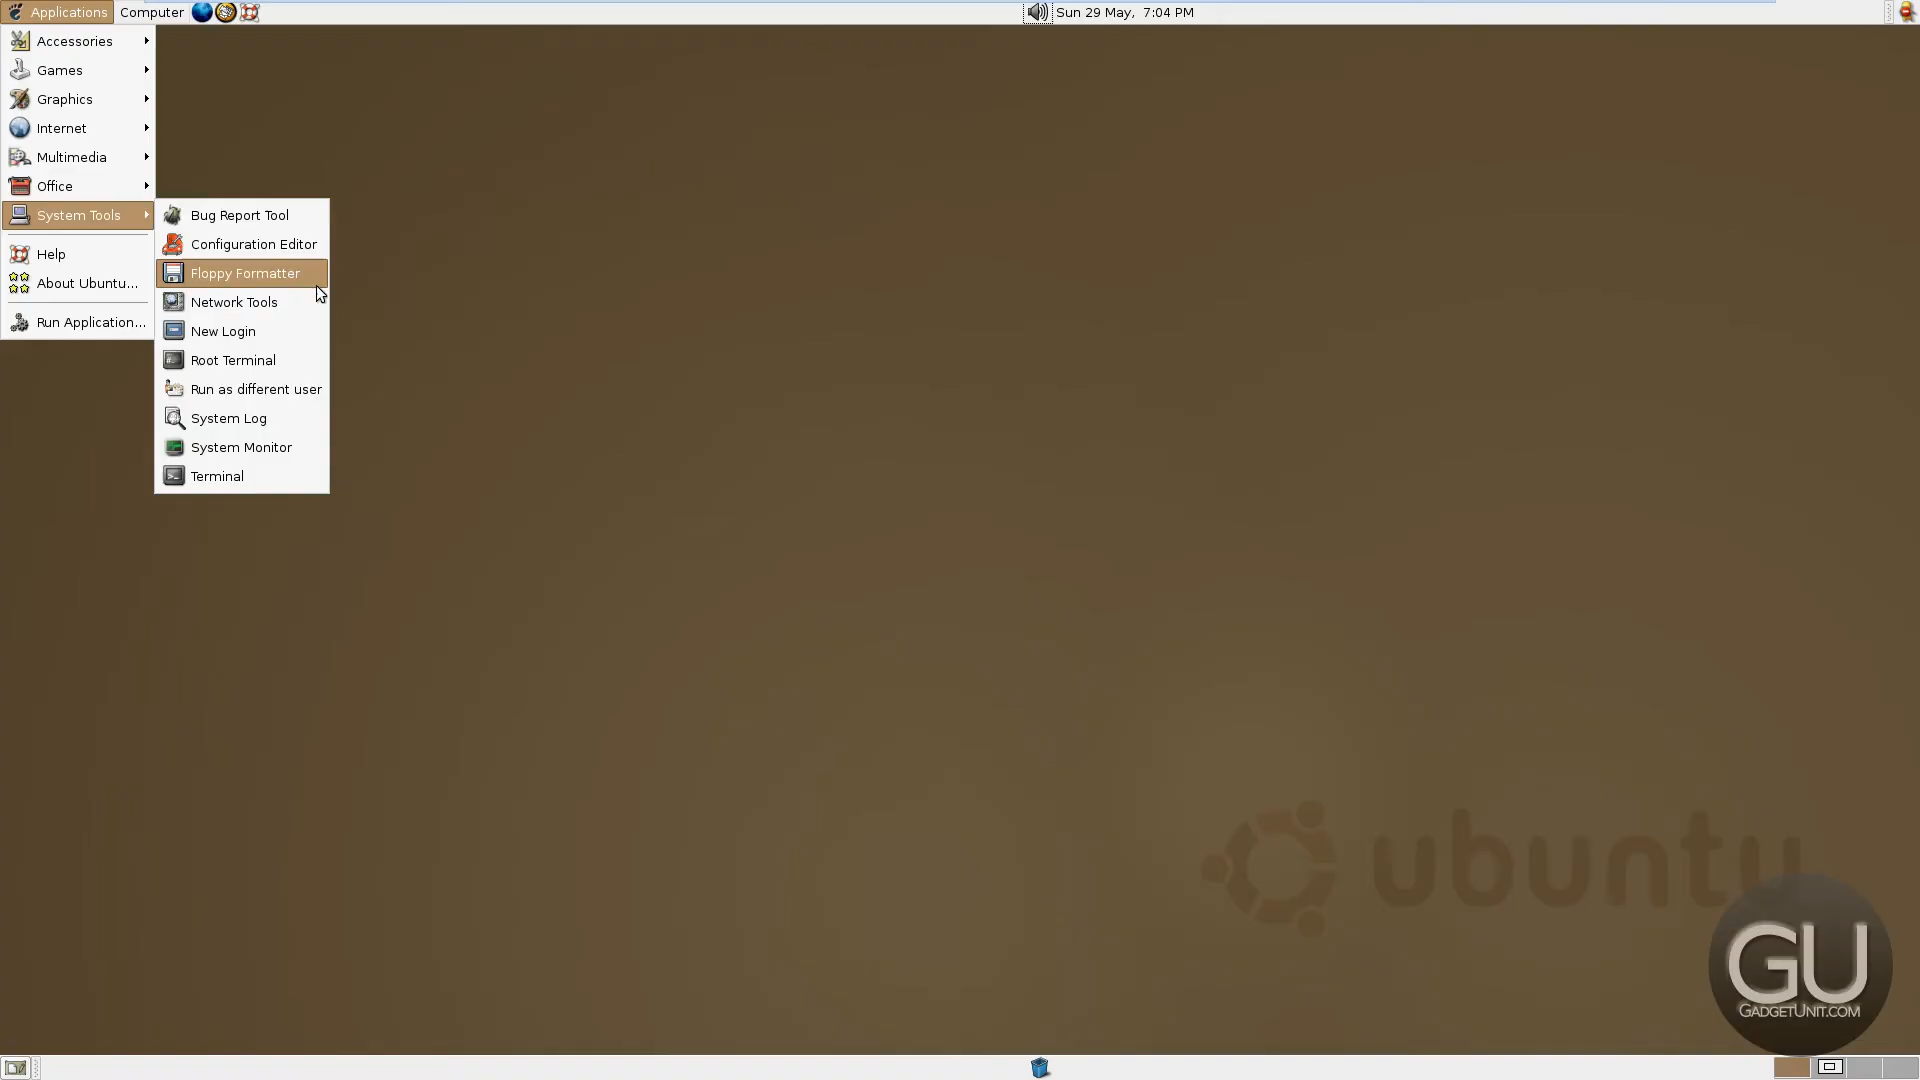 Applications Computer Sun 29 May, 7:04 PM
Accessories
Games
Graphics
Internet
Multimedia
Office
System Tools
Help
About Ubuntu...
Run Application...
Bug Report Tool
Configuration Editor
Floppy Formatter
Network Tools
New Login
Root Terminal
Run as different user
System Log
System Monitor
Terminal
ubuntu
GU
GADGETUNIT.COM